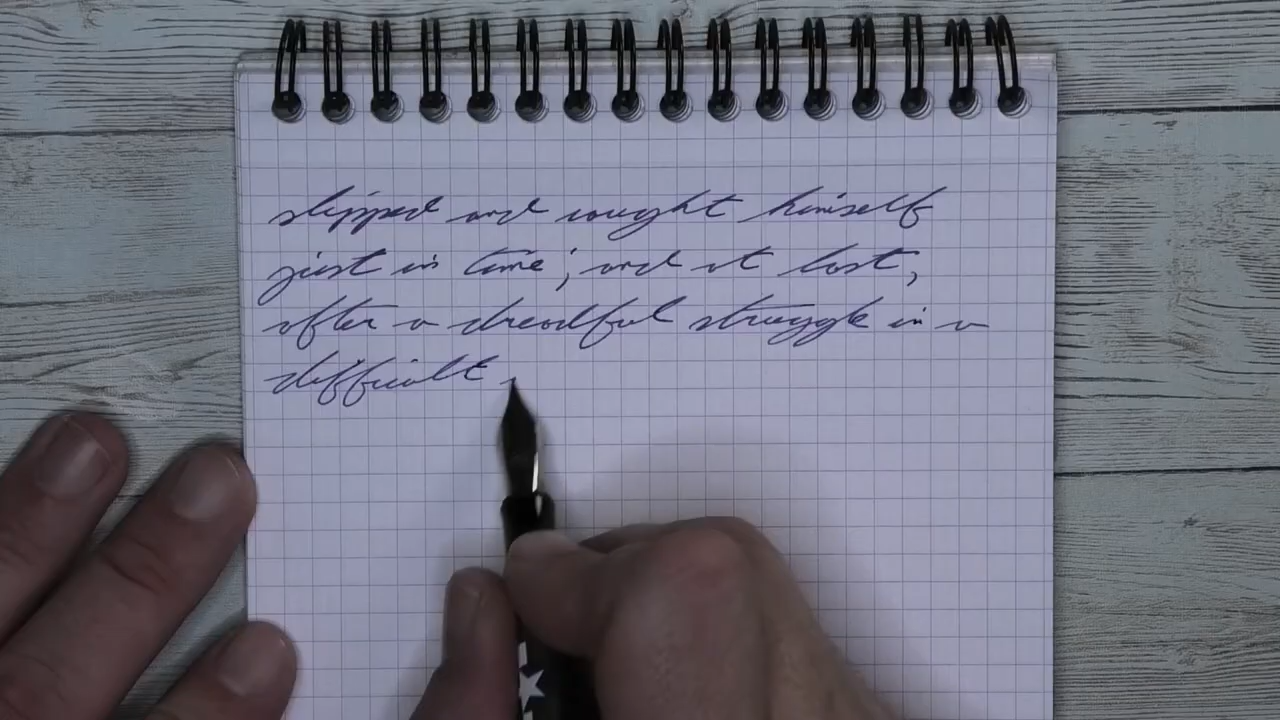 slipped and caught himself
just in time; and at last,
after a dreadful struggle in a
difficult